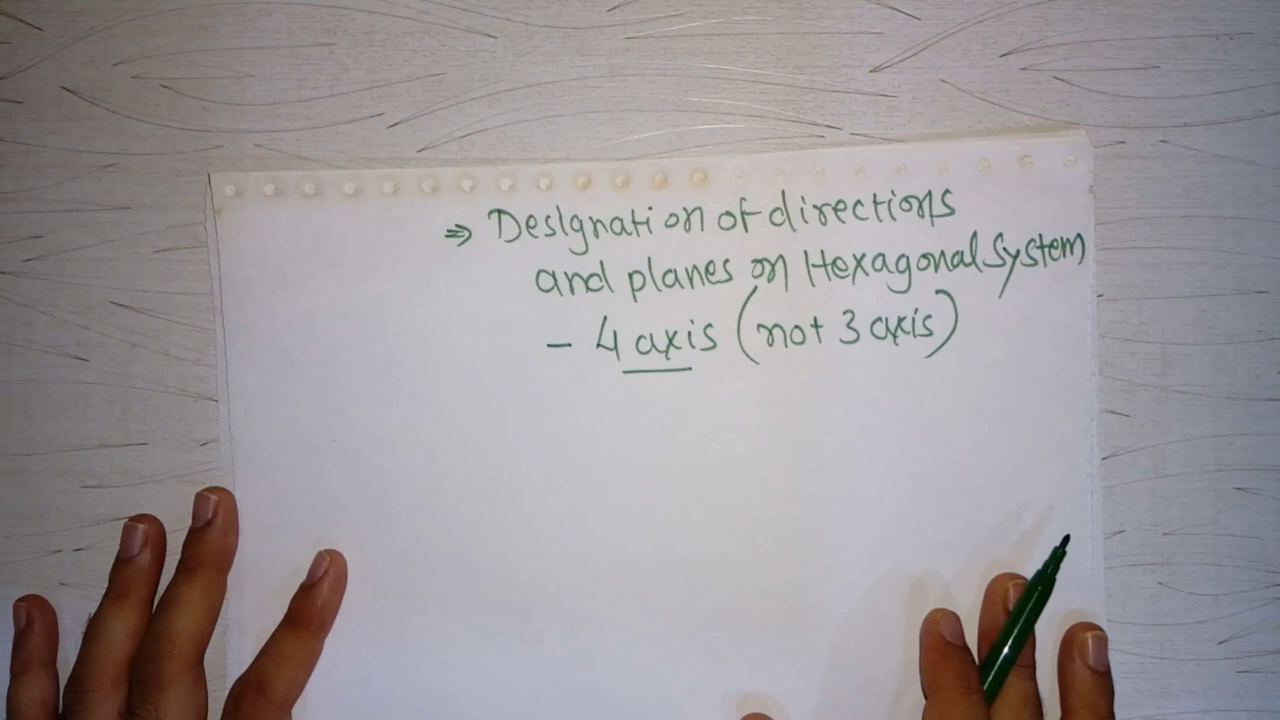 ⇒ Designation of directions
and planes on Hexagonal System
- 4 axis (not 3 axis)